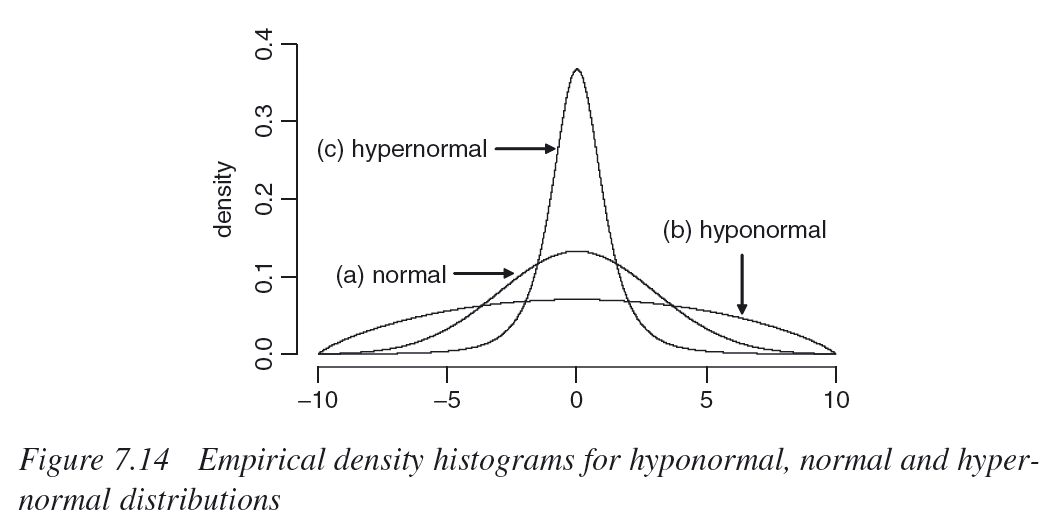 0.4
0.3
(c) hypernormal
0.2
density
(b) hyponormal
0.1
(a) normal
0.0
−10 −5 0 5 10
Figure 7.14 Empirical density histograms for hyponormal, normal and hyper-
normal distributions